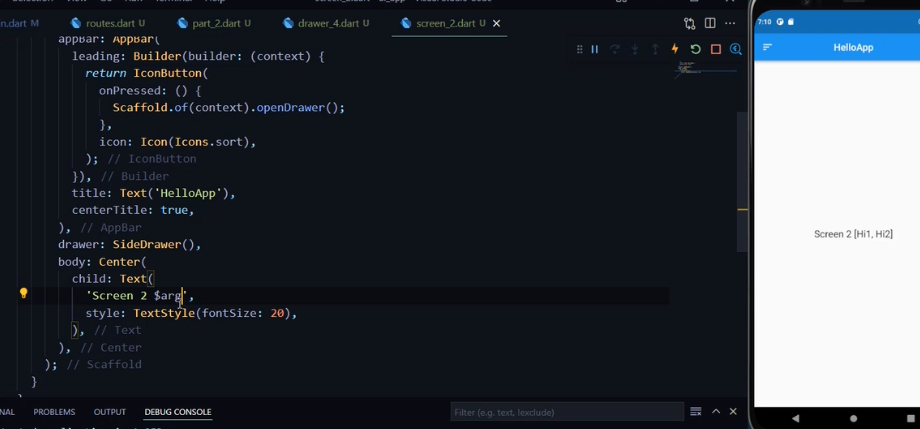 routes.dart U part_2.dart U drawer_4.dart U screen_2.dart U
appBar: AppBar(
leading: Builder(builder: (context) {
return IconButton(
onPressed: () {
Scaffold.of(context).openDrawer();
},
icon: Icon(Icons.sort),
); // IconButton
}), // Builder
title: Text('HelloApp'),
centerTitle: true,
), // AppBar
drawer: SideDrawer(),
body: Center(
child: Text(
'Screen 2 $arg',
style: TextStyle(fontSize: 20),
), // Text
), // Center
); // Scaffold
}
PROBLEMS OUTPUT DEBUG CONSOLE Filter (e.g. text, !exclude)
7:10
HelloApp
Screen 2 [Hi1, Hi2]